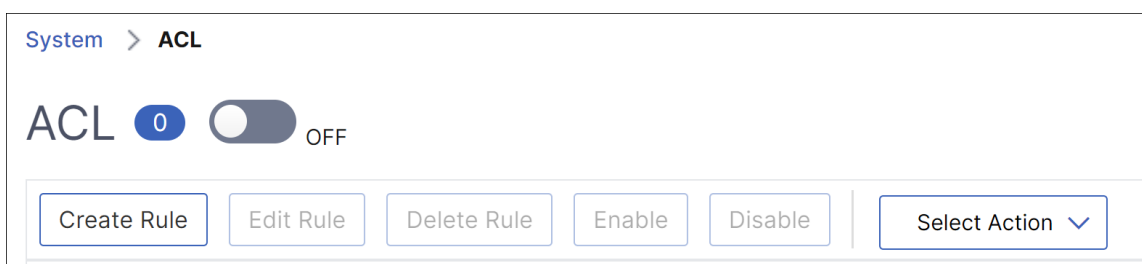 System > ACL
ACL 0 OFF
Create Rule Edit Rule Delete Rule Enable Disable Select Action